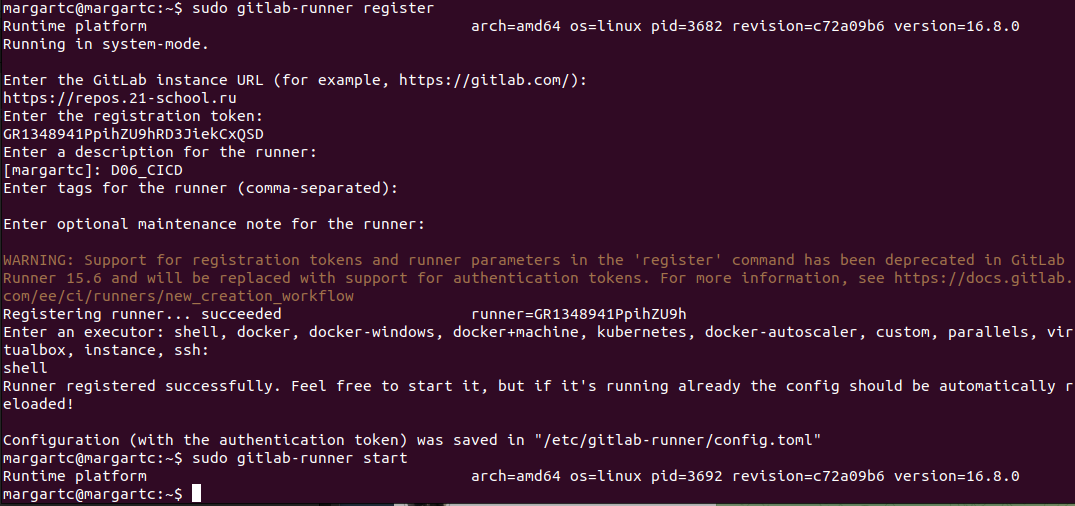 margartc@margartc:~$ sudo gitlab-runner register
Runtime platform                                    arch=amd64 os=linux pid=3682 revision=c72a09b6 version=16.8.0
Running in system-mode.

Enter the GitLab instance URL (for example, https://gitlab.com/):
https://repos.21-school.ru
Enter the registration token:
GR1348941PpihZU9hRD3JiekCxQSD
Enter a description for the runner:
[margartc]: D06_CICD
Enter tags for the runner (comma-separated):

Enter optional maintenance note for the runner:

WARNING: Support for registration tokens and runner parameters in the 'register' command has been deprecated in GitLab
Runner 15.6 and will be replaced with support for authentication tokens. For more information, see https://docs.gitlab.
com/ee/ci/runners/new_creation_workflow
Registering runner... succeeded                     runner=GR1348941PpihZU9h
Enter an executor: shell, docker, docker-windows, docker+machine, kubernetes, docker-autoscaler, custom, parallels, vir
tualbox, instance, ssh:
shell
Runner registered successfully. Feel free to start it, but if it's running already the config should be automatically r
eloaded!

Configuration (with the authentication token) was saved in "/etc/gitlab-runner/config.toml"
margartc@margartc:~$ sudo gitlab-runner start
Runtime platform                                    arch=amd64 os=linux pid=3692 revision=c72a09b6 version=16.8.0
margartc@margartc:~$